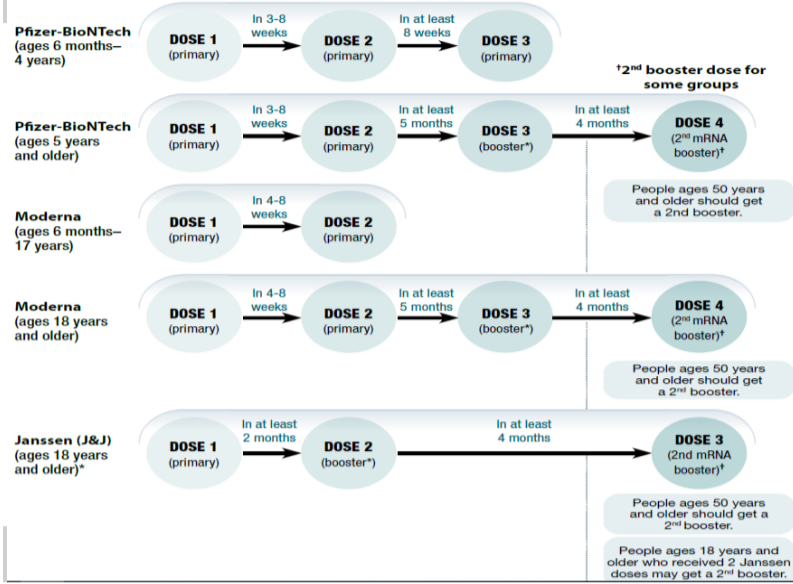 Pfizer-BioNTech
(ages 6 months–
4 years)
DOSE 1
(primary)
In 3-8
weeks
DOSE 2
(primary)
In at least
8 weeks
DOSE 3
(primary)
†2nd booster dose for
some groups
Pfizer-BioNTech
(ages 5 years
and older)
DOSE 1
(primary)
In 3-8
weeks
DOSE 2
(primary)
In at least
5 months
DOSE 3
(booster*)
In at least
4 months
DOSE 4
(2nd mRNA
booster)†
People ages 50 years
and older should get
a 2nd booster.
Moderna
(ages 6 months–
17 years)
DOSE 1
(primary)
In 4-8
weeks
DOSE 2
(primary)
Moderna
(ages 18 years
and older)
DOSE 1
(primary)
In 4-8
weeks
DOSE 2
(primary)
In at least
5 months
DOSE 3
(booster*)
In at least
4 months
DOSE 4
(2nd mRNA
booster)†
People ages 50 years
and older should get
a 2nd booster.
Janssen (J&J)
(ages 18 years
and older)*
DOSE 1
(primary)
In at least
2 months
DOSE 2
(booster*)
In at least
4 months
DOSE 3
(2nd mRNA
booster)†
People ages 50 years
and older should get a
2nd booster.
People ages 18 years and
older who received 2 Janssen
doses may get a 2nd booster.